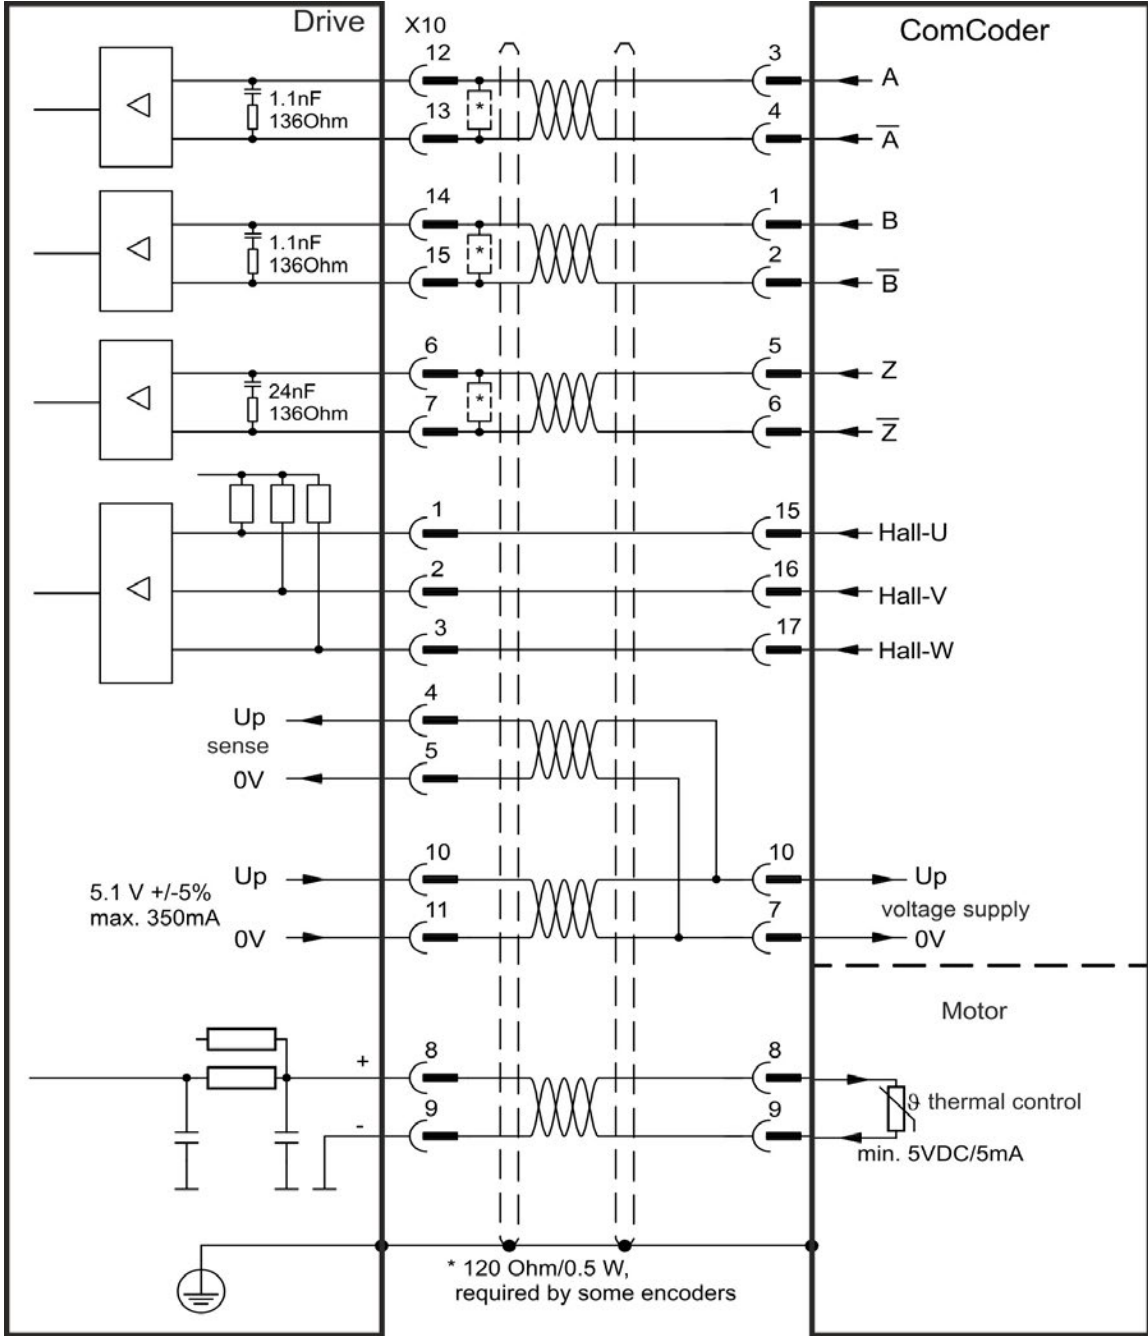 Drive
X10
ComCoder
12
3
A
1.1nF
136Ohm
*
13
4
A
14
1
B
1.1nF
136Ohm
*
15
2
B
6
5
Z
24nF
136Ohm
*
7
6
Z
1
15
Hall-U
2
16
Hall-V
3
17
Hall-W
4
Up
sense
5
0V
10
10
Up
Up
5.1 V +/-5%
max. 350mA
voltage supply
11
7
0V
0V
Motor
8
8
+
ϑ thermal control
9
9
-
min. 5VDC/5mA
* 120 Ohm/0.5 W,
required by some encoders